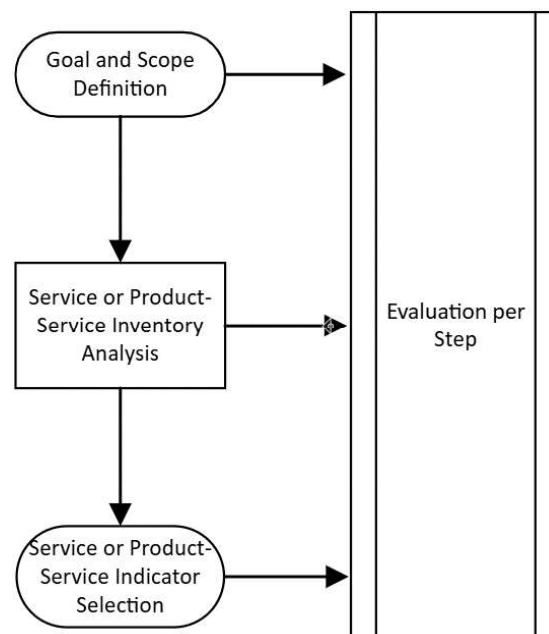 Goal and Scope
Definition
Service or Product-
Service Inventory
Analysis
Evaluation per
Step
Service or Product-
Service Indicator
Selection